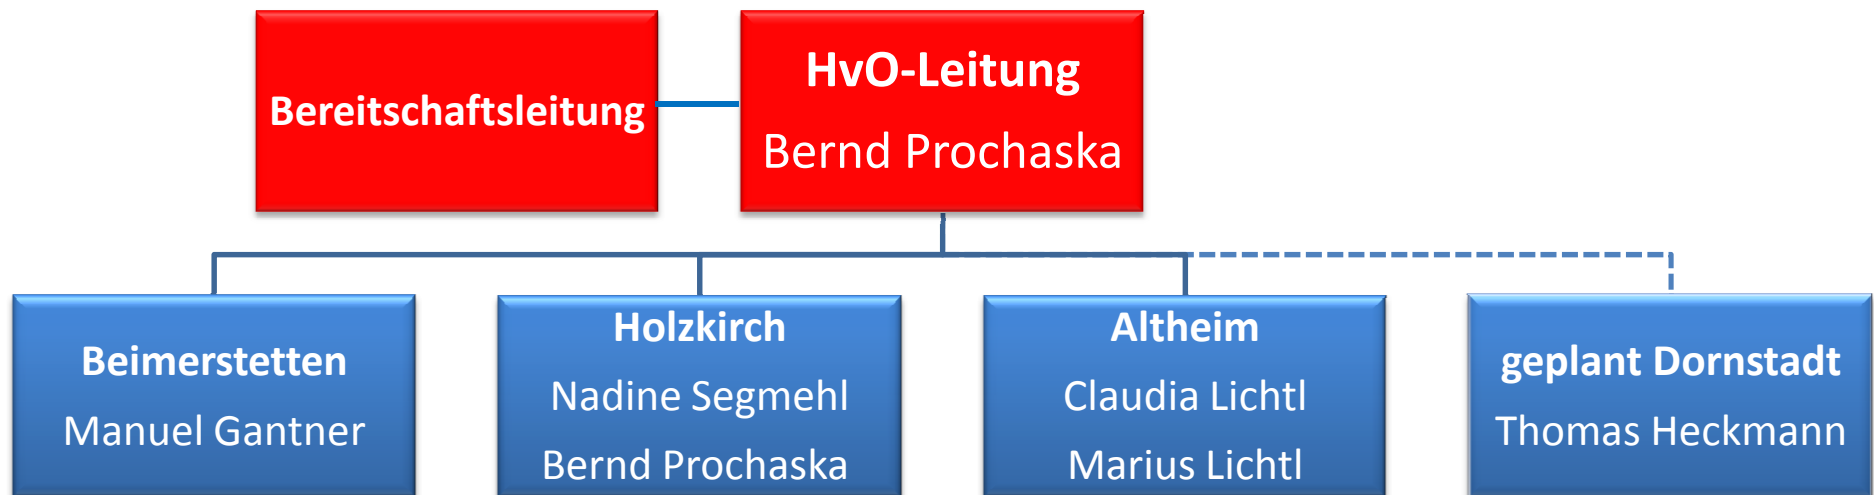 Bereitschaftsleitung
HvO-Leitung
Bernd Prochaska
Beimerstetten
Manuel Gantner
Holzkirch
Nadine Segmehl
Bernd Prochaska
Altheim
Claudia Lichtl
Marius Lichtl
geplant Dornstadt
Thomas Heckmann